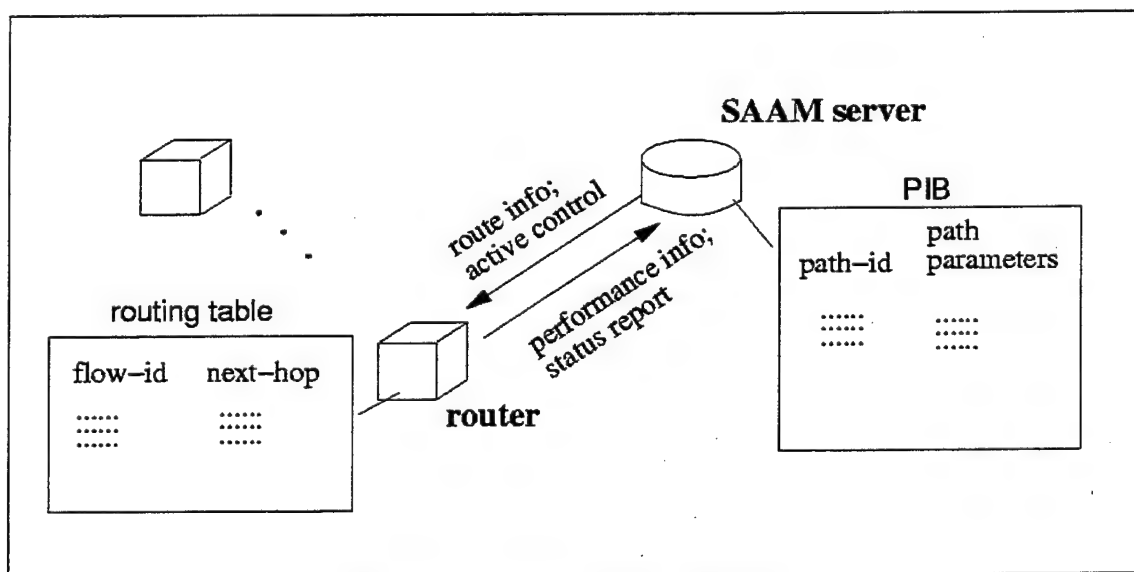 SAAM server
route info;
active control
performance info;
status report
PIB
path-id
path
parameters
routing table
flow-id next-hop
router